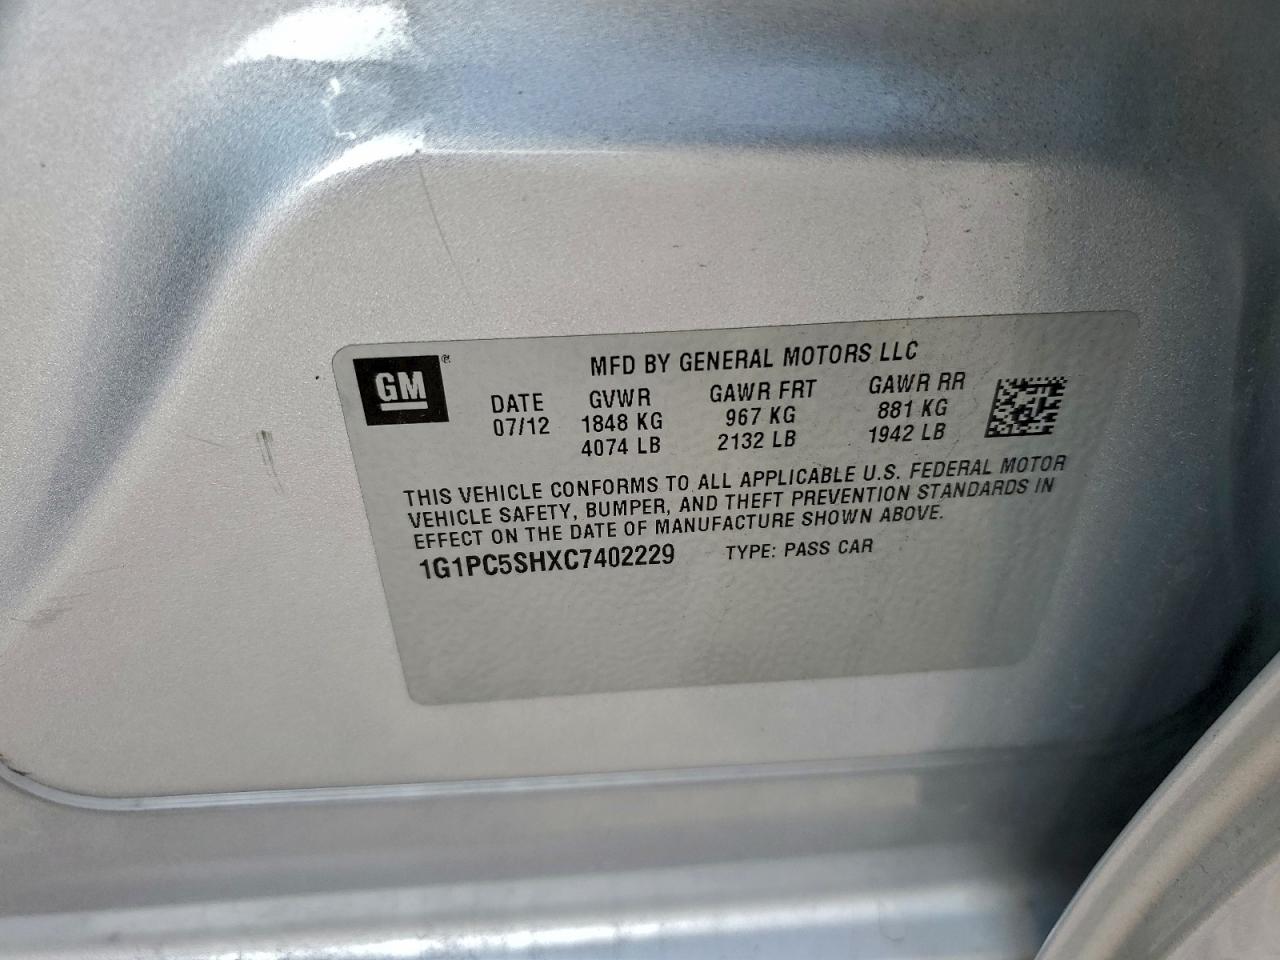 GM®
MFD BY GENERAL MOTORS LLC
DATE GVWR GAWR FRT GAWR RR
07/12 1848 KG 967 KG 881 KG
4074 LB 2132 LB 1942 LB
THIS VEHICLE CONFORMS TO ALL APPLICABLE U.S. FEDERAL MOTOR
VEHICLE SAFETY, BUMPER, AND THEFT PREVENTION STANDARDS IN
EFFECT ON THE DATE OF MANUFACTURE SHOWN ABOVE.
1G1PC5SHXC7402229 TYPE: PASS CAR